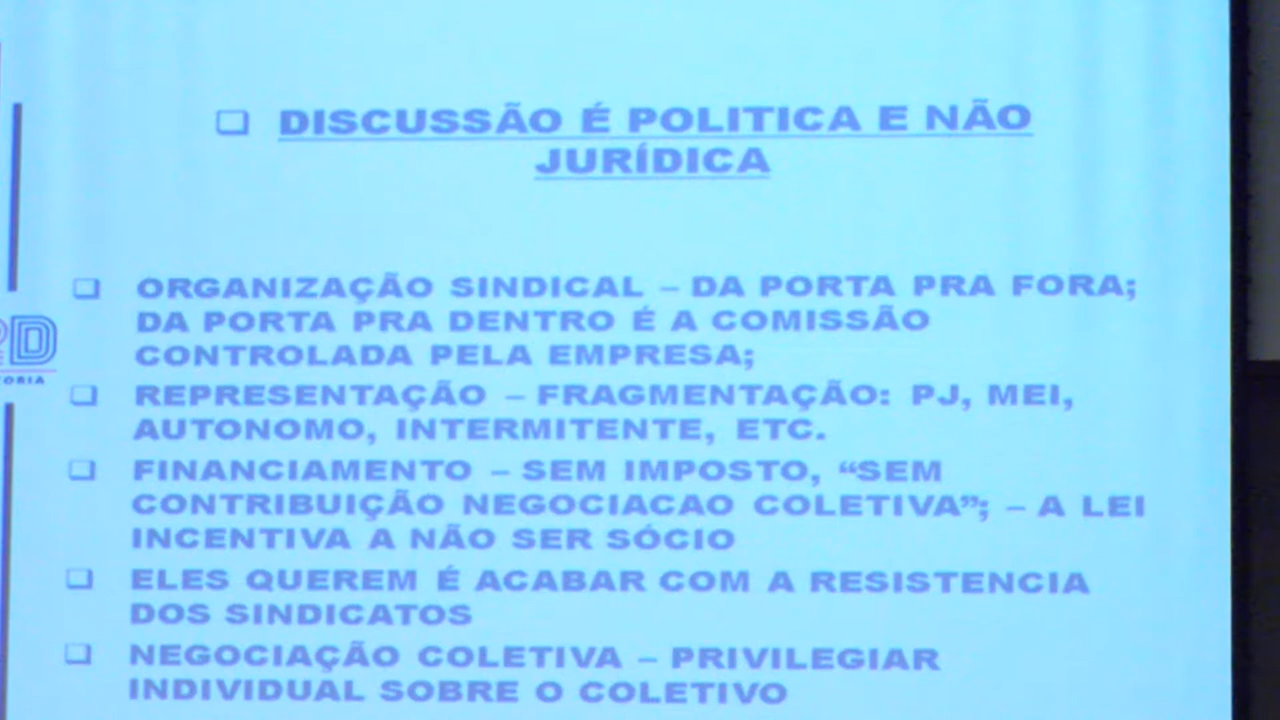 DISCUSSÃO É POLITICA E NÃO
JURÍDICA
ORGANIZAÇÃO SINDICAL – DA PORTA PRA FORA;
DA PORTA PRA DENTRO É A COMISSÃO
CONTROLADA PELA EMPRESA;
REPRESENTAÇÃO – FRAGMENTAÇÃO: PJ, MEI,
AUTONOMO, INTERMITENTE, ETC.
FINANCIAMENTO – SEM IMPOSTO, “SEM
CONTRIBUIÇÃO NEGOCIACAO COLETIVA”; – A LEI
INCENTIVA A NÃO SER SÓCIO
ELES QUEREM É ACABAR COM A RESISTENCIA
DOS SINDICATOS
NEGOCIAÇÃO COLETIVA – PRIVILEGIAR
INDIVIDUAL SOBRE O COLETIVO